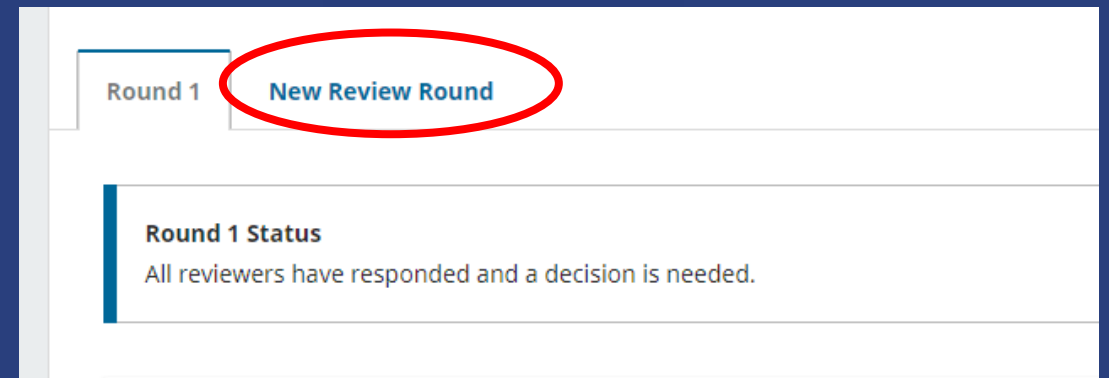 Round 1 New Review Round
Round 1 Status
All reviewers have responded and a decision is needed.